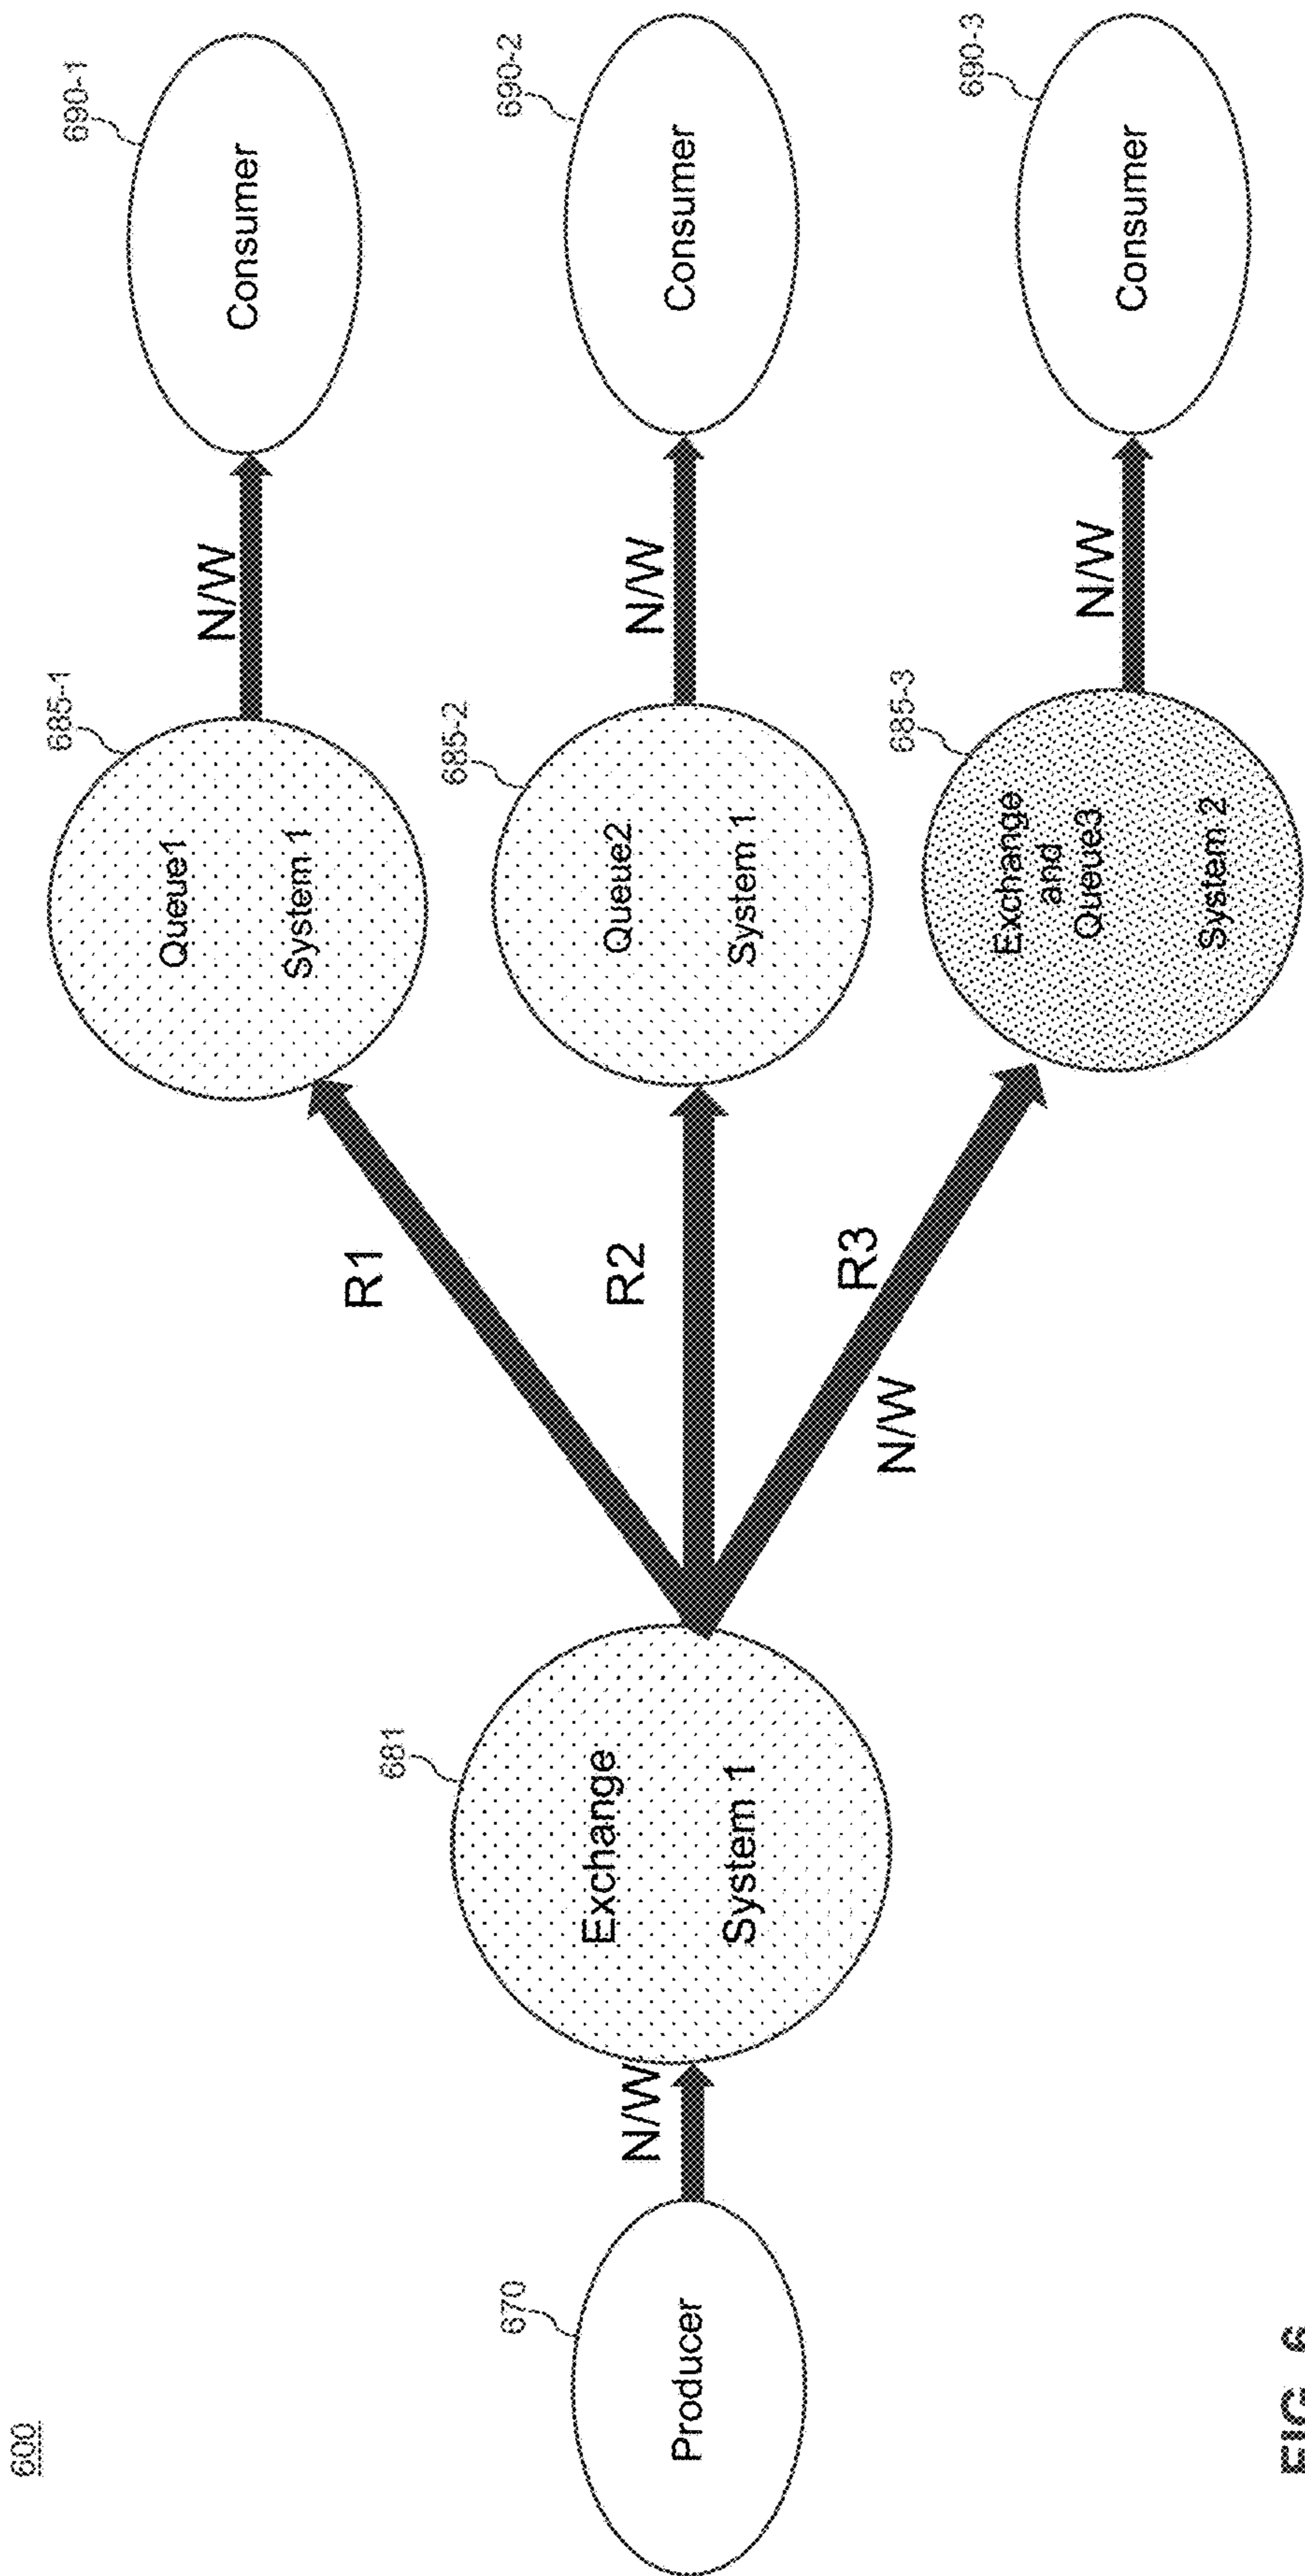 600
670
Producer
N/W
681
Exchange
System 1
R1
R2
R3
N/W
685-1
Queue1
System 1
N/W
690-1
Consumer
685-2
Queue2
System 1
N/W
690-2
Consumer
685-3
Exchange
and
Queue3
System 2
N/W
690-3
Consumer
FIG. 6